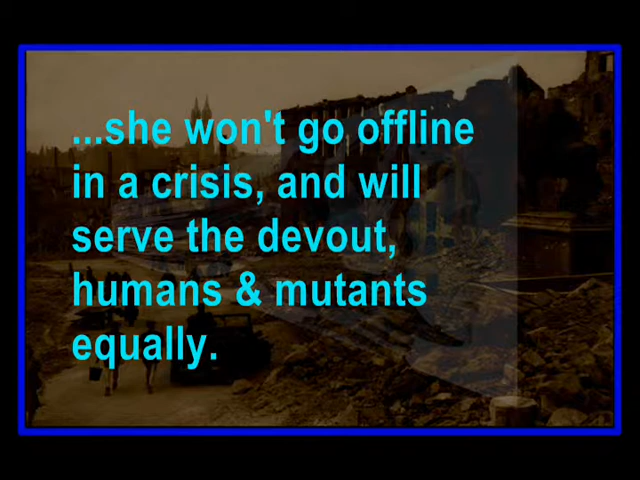 ...she won't go offline
in a crisis, and will
serve the devout,
humans & mutants
equally.